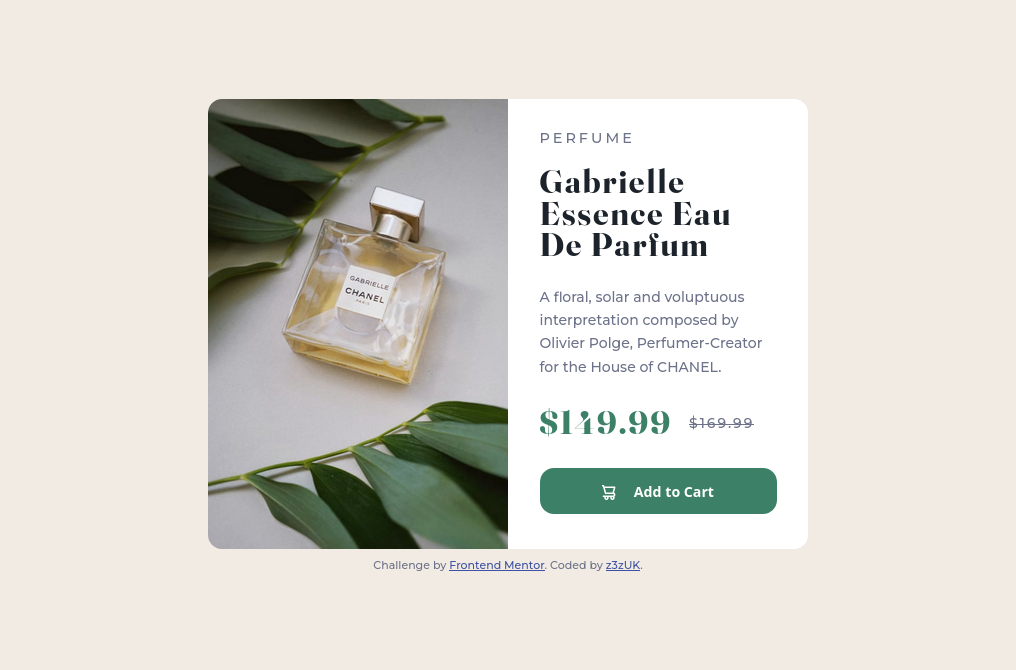 GABRIELLE
CHANEL
PARIS
PERFUME
Gabrielle
Essence Eau
De Parfum
A floral, solar and voluptuous
interpretation composed by
Olivier Polge, Perfumer-Creator
for the House of CHANEL.
$149.99 $169.99
Add to Cart
Challenge by Frontend Mentor. Coded by z3zUK.